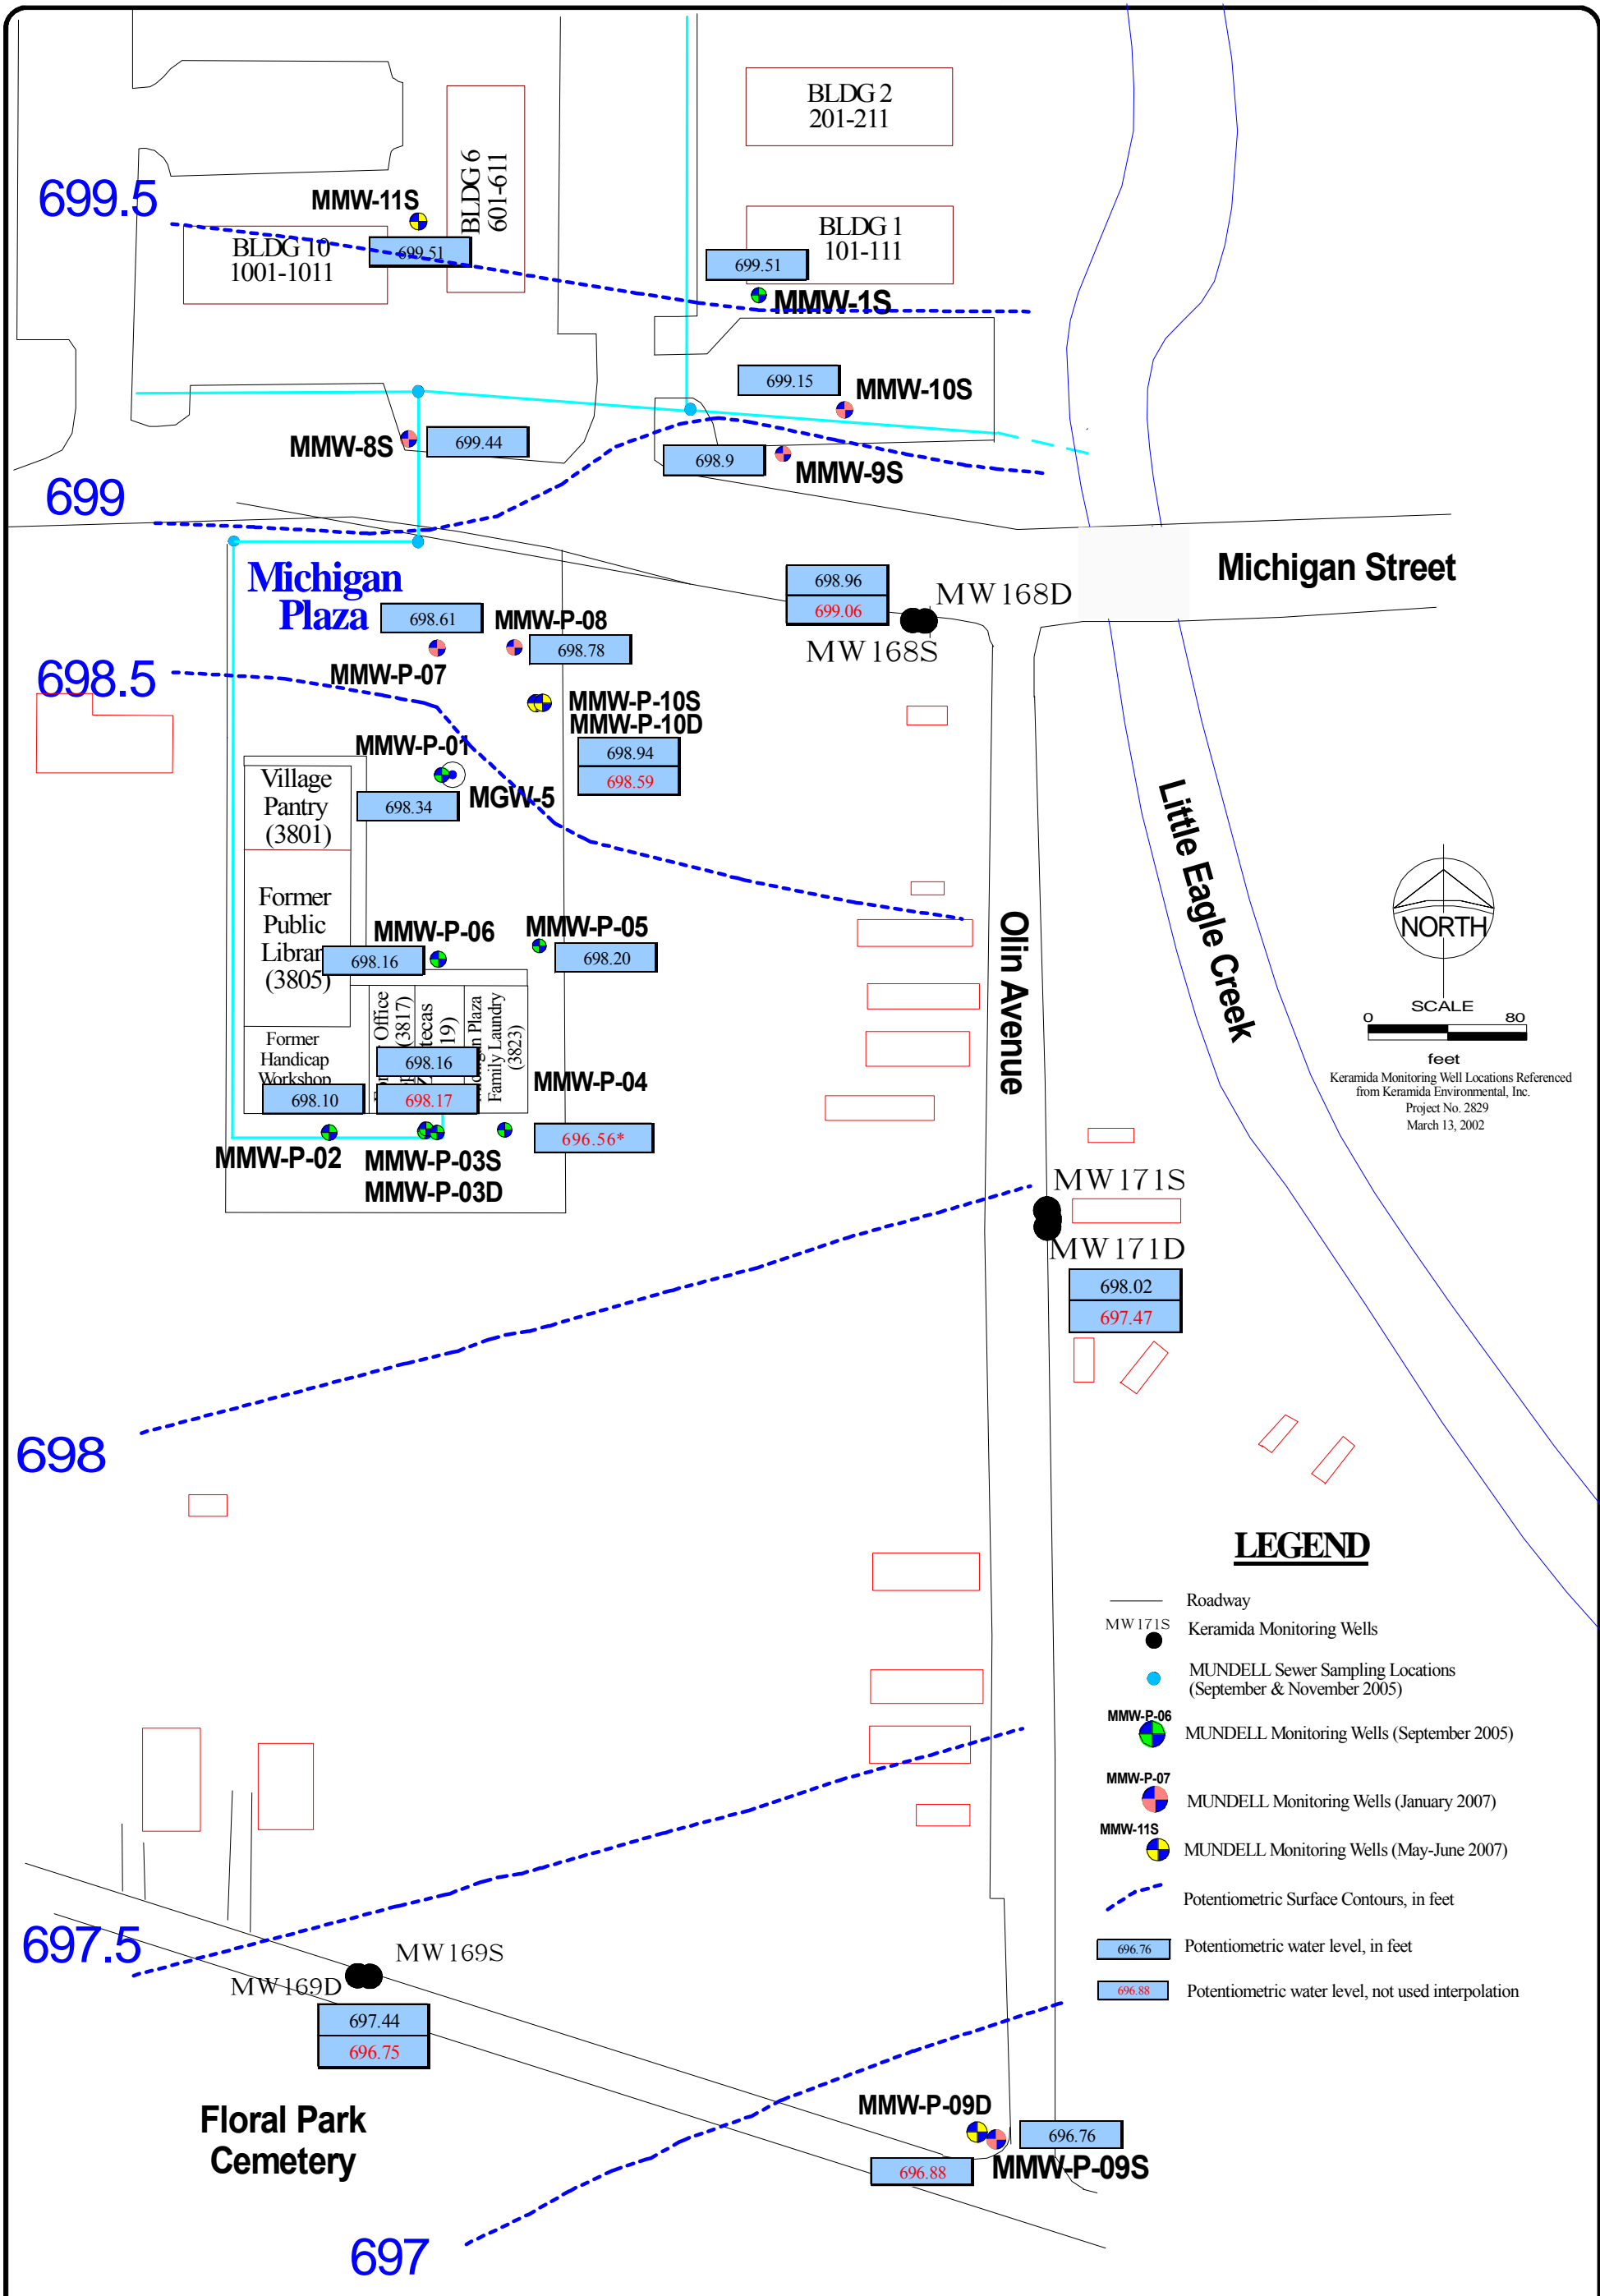 BLDG 2
201-211
BLDG 6
601-611
699.5
MMW-11S
BLDG 10
1001-1011
699.51
BLDG 1
101-111
699.51
MMW-1S
699.15
MMW-10S
MMW-8S
699.44
698.9
MMW-9S
699
Michigan Street
Michigan
Plaza
698.96
699.06
MW168D
MW168S
698.61
MMW-P-08
698.78
MMW-P-07
698.5
MMW-P-10S
MMW-P-10D
698.94
698.59
MMW-P-01
MGW-5
698.34
Village
Pantry
(3801)
Little Eagle Creek
NORTH
SCALE
0 80
feet
Keramida Monitoring Well Locations Referenced
from Keramida Environmental, Inc.
Project No. 2829
March 13, 2002
Former
Public
Librar
(3805)
MMW-P-06
698.16
MMW-P-05
698.20
Olin Avenue
Former
Handicap
Workshop
698.10
Office
(3817)
tecas
19)
Plaza
Family Laundry
(3823)
698.16
698.17
MMW-P-04
696.56*
MMW-P-02
MMW-P-03S
MMW-P-03D
MW171S
MW171D
698.02
697.47
698
LEGEND
Roadway
MW171S
Keramida Monitoring Wells
MUNDELL Sewer Sampling Locations
(September & November 2005)
MMW-P-06
MUNDELL Monitoring Wells (September 2005)
MMW-P-07
MUNDELL Monitoring Wells (January 2007)
MMW-11S
MUNDELL Monitoring Wells (May-June 2007)
Potentiometric Surface Contours, in feet
696.76
Potentiometric water level, in feet
696.88
Potentiometric water level, not used interpolation
697.5
MW169S
MW169D
697.44
696.75
Floral Park
Cemetery
MMW-P-09D
696.76
MMW-P-09S
696.88
697